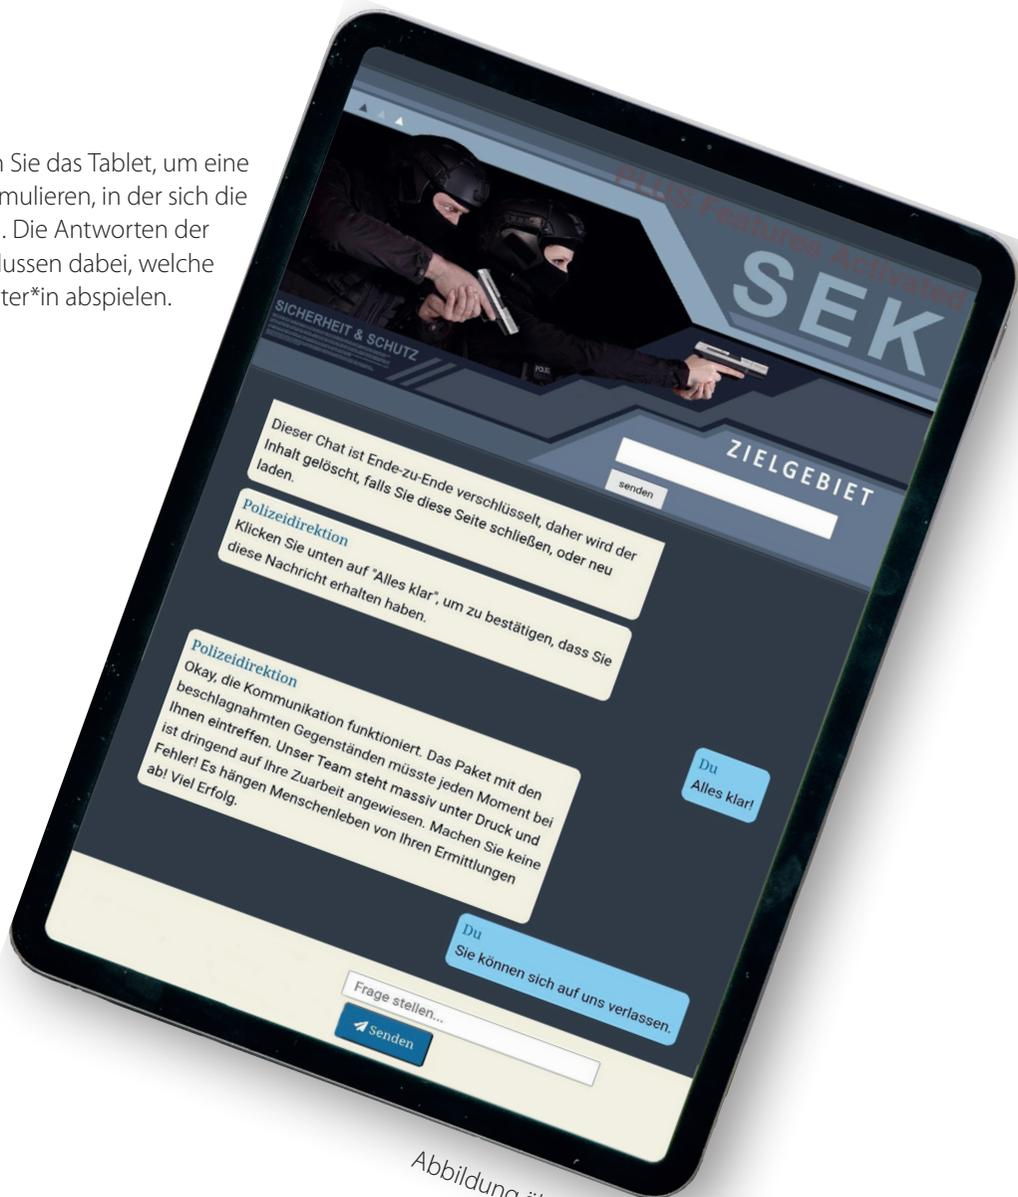 Sie das Tablet, um eine
mulieren, in der sich die
. Die Antworten der
lussen dabei, welche
ter*in abspielen.
PLUS Features Activated
SEK
SICHERHEIT & SCHUTZ
ZIELGEBIET
senden
Dieser Chat ist Ende-zu-Ende verschlüsselt, daher wird der
Inhalt gelöscht, falls Sie diese Seite schließen, oder neu
laden.
Polizeidirektion
Klicken Sie unten auf "Alles klar", um zu bestätigen, dass Sie
diese Nachricht erhalten haben.
Du
Alles klar!
Polizeidirektion
Okay, die Kommunikation funktioniert. Das Paket mit den
beschlagnahmten Gegenständen müsste jeden Moment bei
Ihnen eintreffen. Unser Team steht massiv unter Druck und
ist dringend auf Ihre Zuarbeit angewiesen. Machen Sie keine
Fehler! Es hängen Menschenleben von Ihren Ermittlungen
ab! Viel Erfolg.
Du
Sie können sich auf uns verlassen.
Frage stellen...
Senden
Abbildung